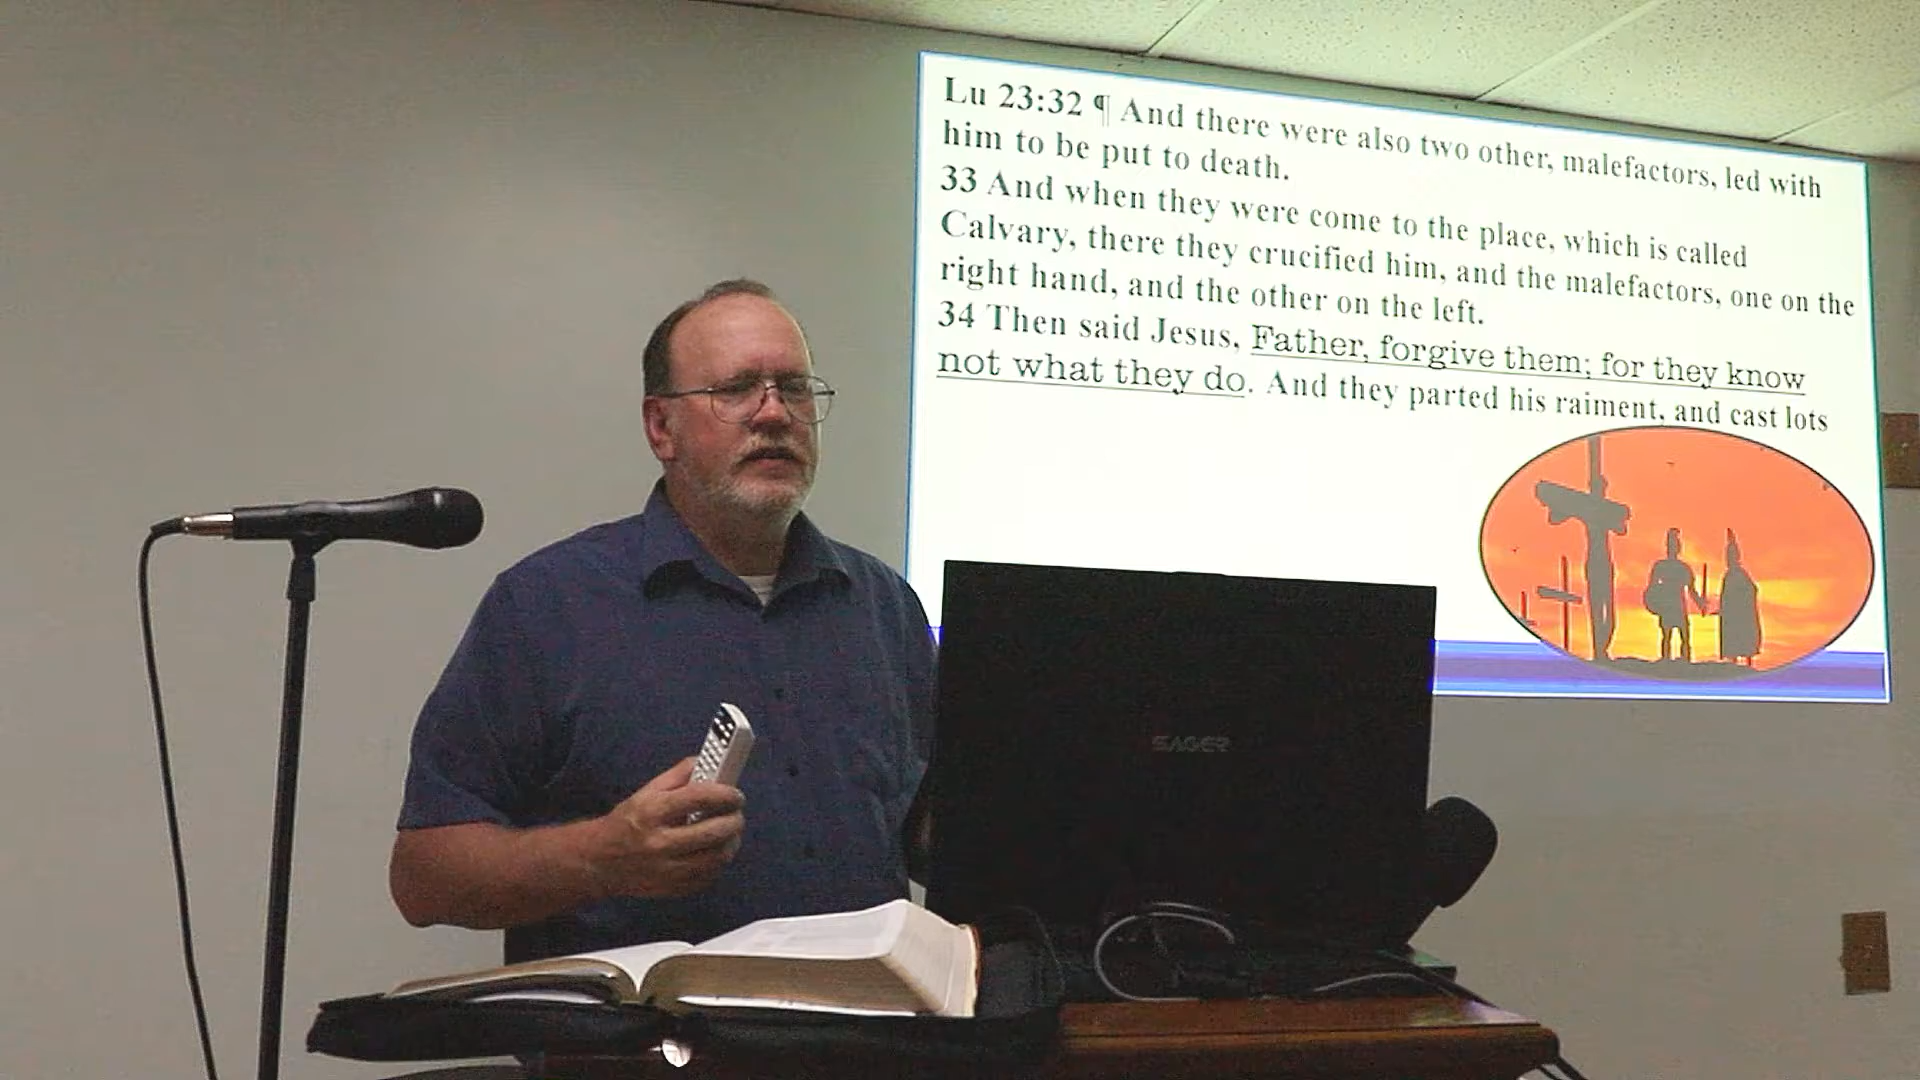 Lu 23:32 ¶ And there were also two other, malefactors, led with
him to be put to death.
33 And when they were come to the place, which is called
Calvary, there they crucified him, and the malefactors, one on the
right hand, and the other on the left.
34 Then said Jesus, Father, forgive them; for they know
not what they do. And they parted his raiment, and cast lots
SAGER